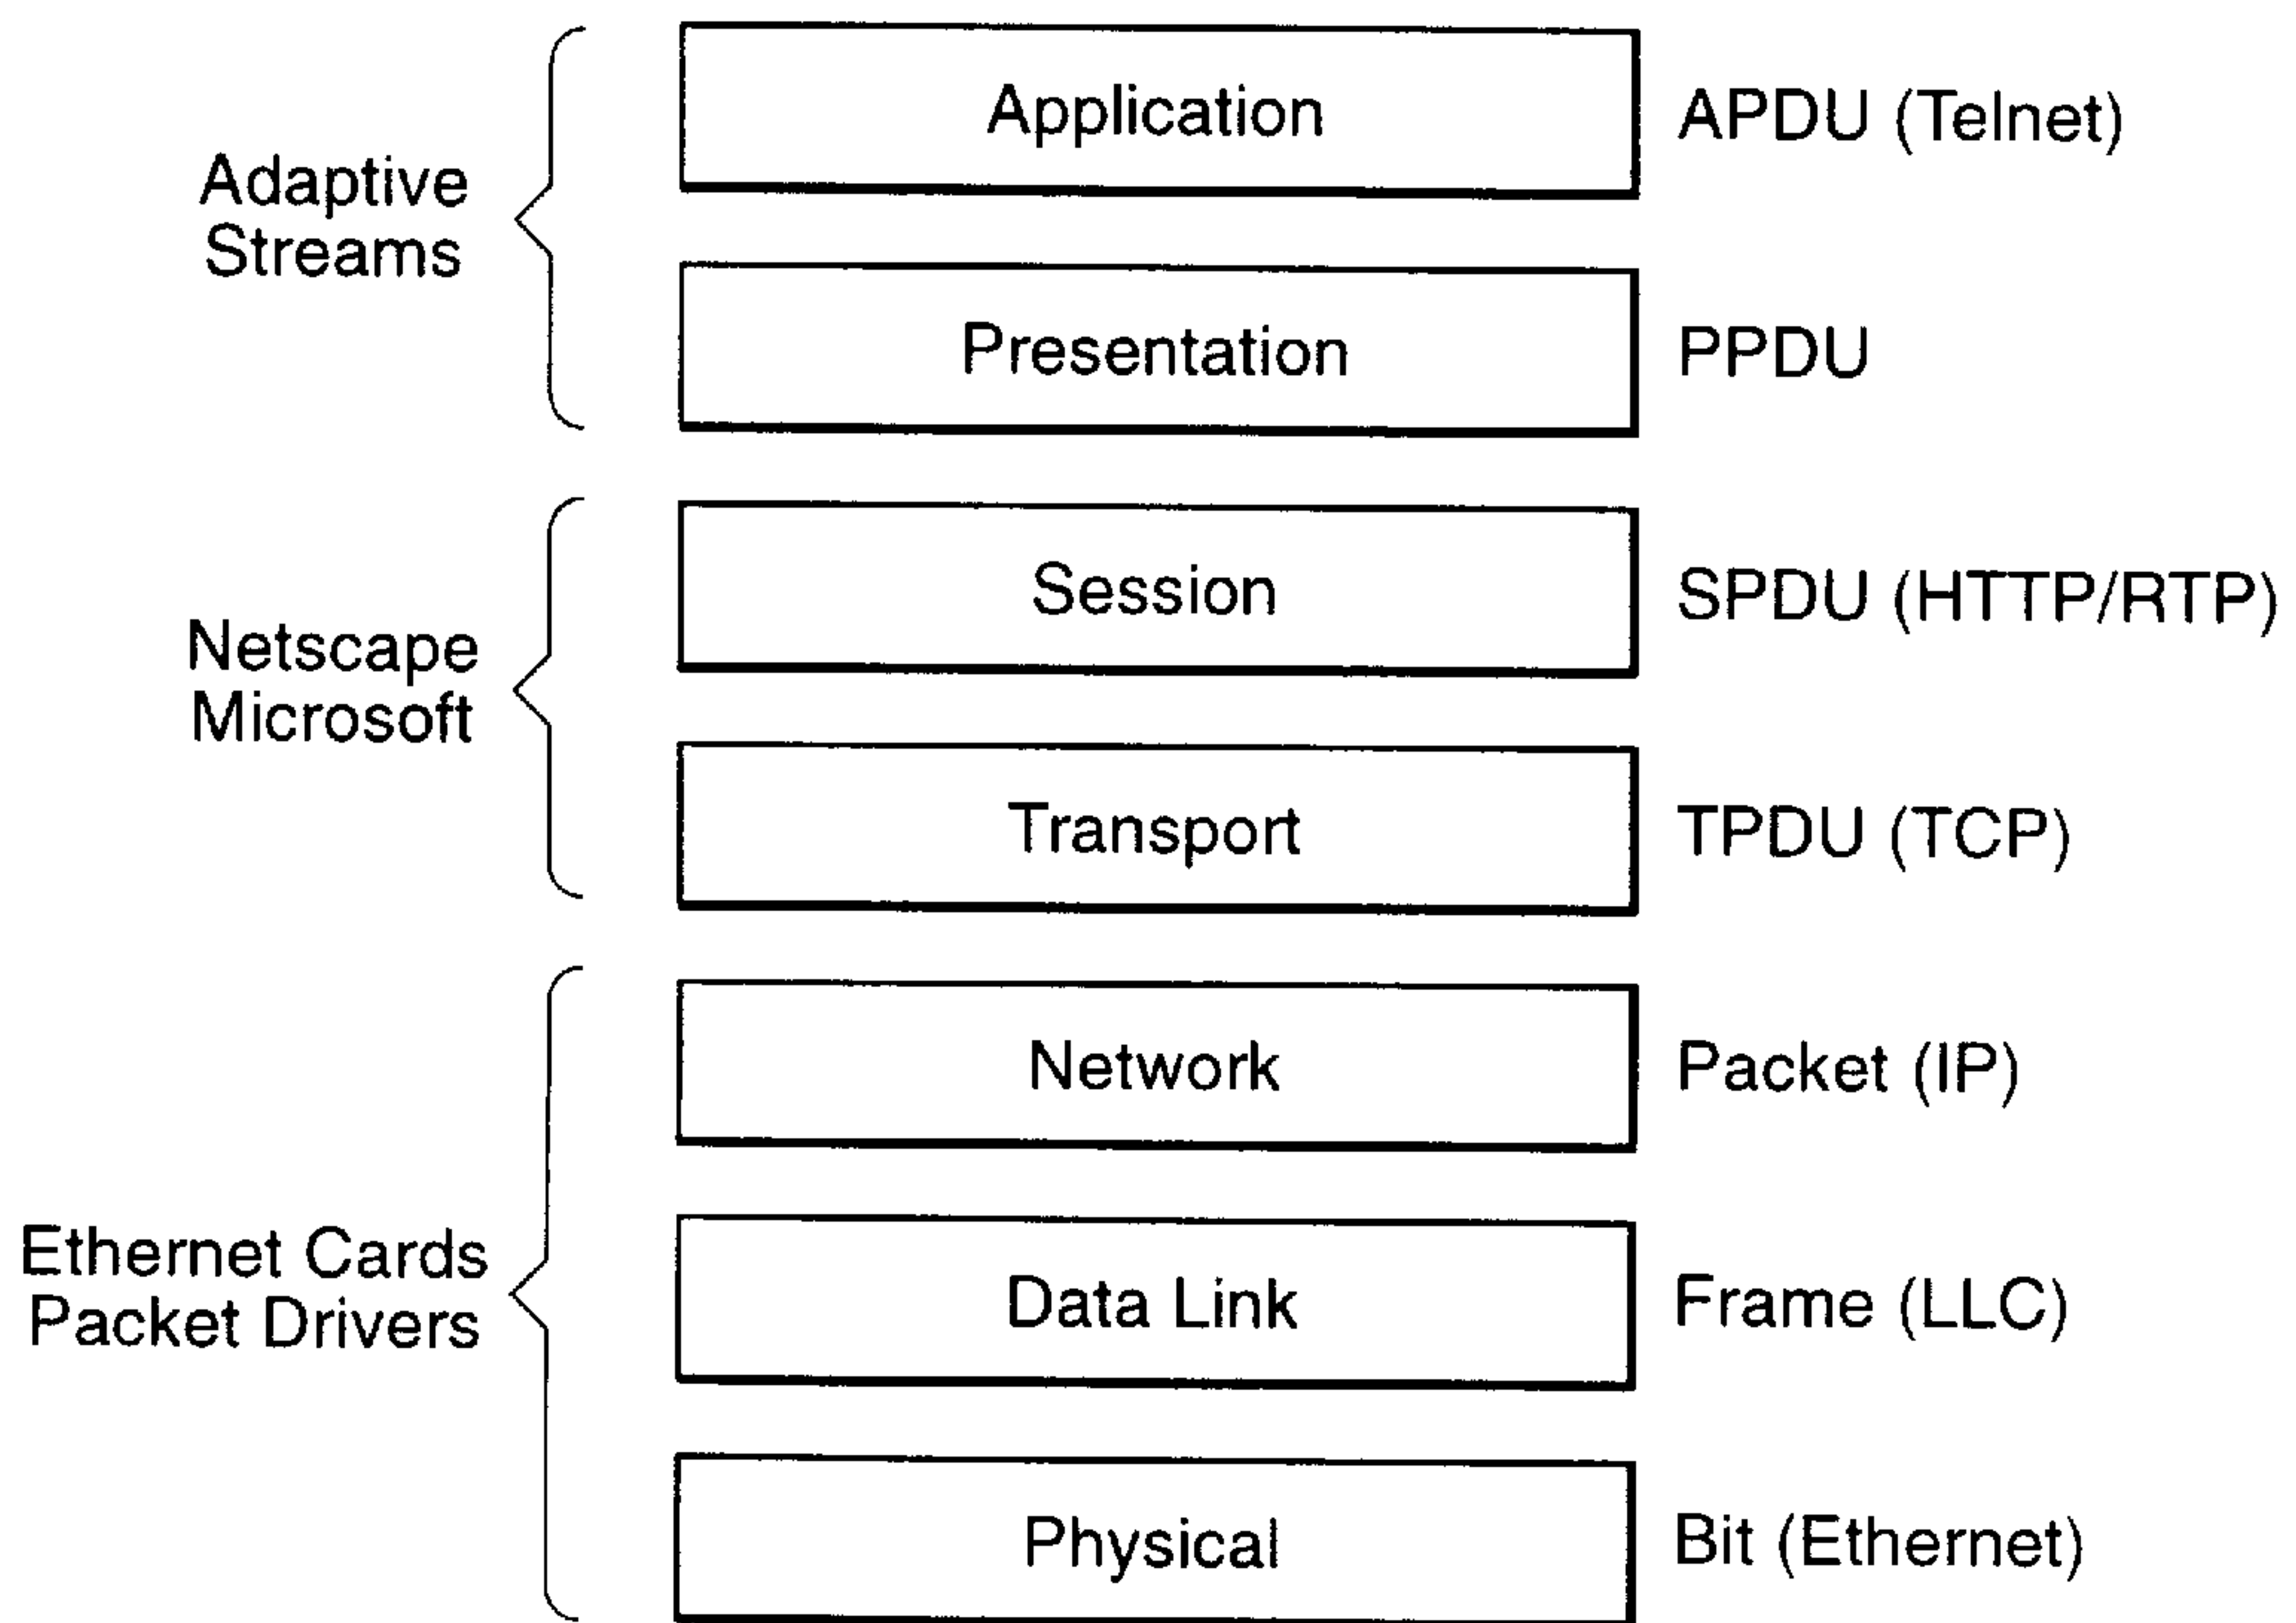 Adaptive
Streams
Application
APDU (Telnet)
Presentation
PPDU
Netscape
Microsoft
Session
SPDU (HTTP/RTP)
Transport
TPDU (TCP)
Ethernet Cards
Packet Drivers
Network
Packet (IP)
Data Link
Frame (LLC)
Physical
Bit (Ethernet)